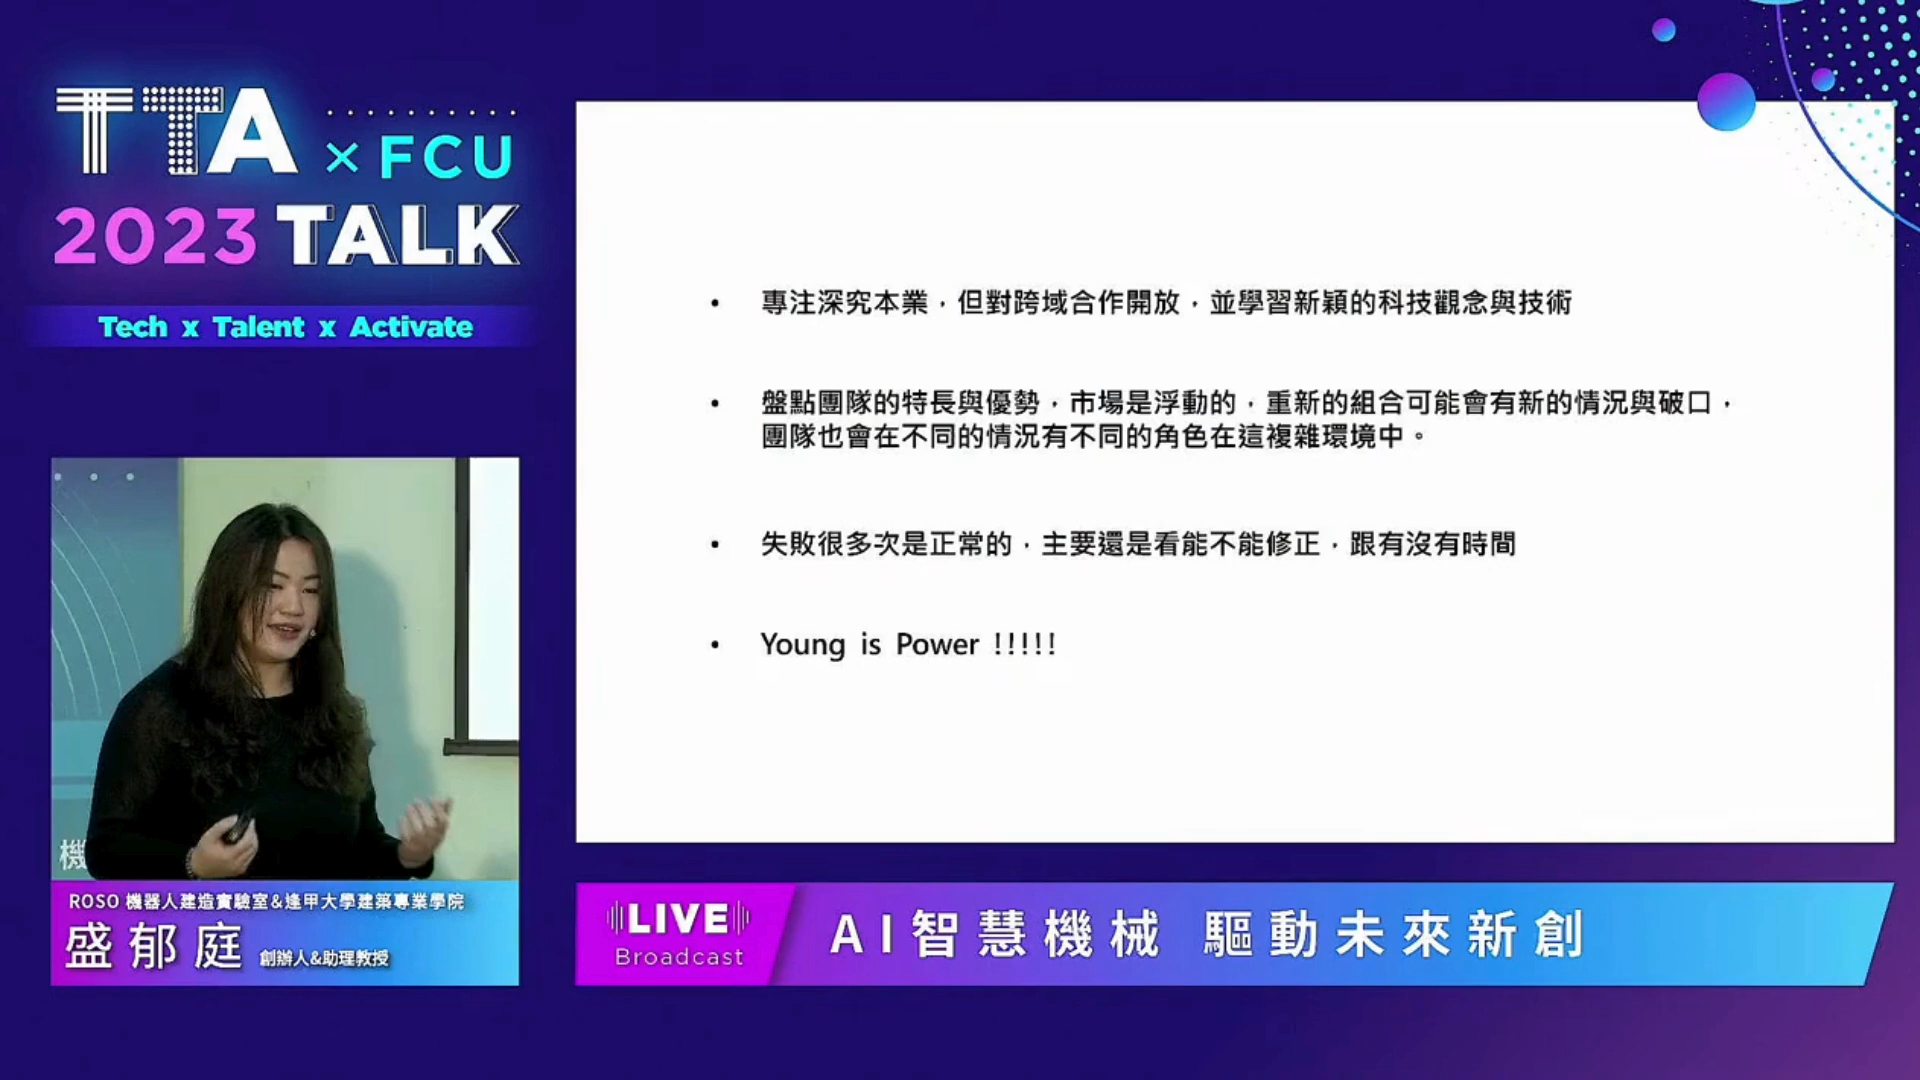 TTA × FCU
2023 TALK
Tech x Talent x Activate
專注深究本業，但對跨域合作開放，並學習新穎的科技觀念與技術
盤點團隊的特長與優勢，市場是浮動的，重新的組合可能會有新的情況與破口，
團隊也會在不同的情況有不同的角色在這複雜環境中。
失敗很多次是正常的，主要還是看能不能修正，跟有沒有時間
Young is Power !!!!!
機
ROSO 機器人建造實驗室&逢甲大學建築專業學院
盛郁庭 創辦人&助理教授
LIVE
Broadcast
AI智慧機械 驅動未來新創